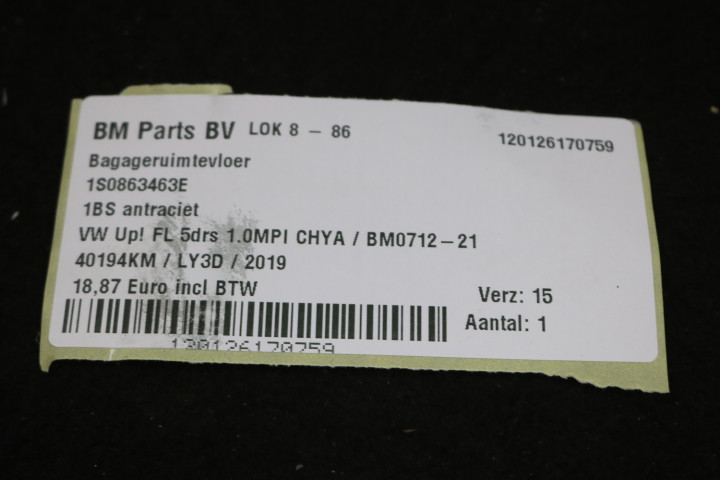 BM Parts BV LOK 8 - 86 120126170759
Bagageruimtevloer
1S0863463E
1BS antraciet
VW Up! FL 5drs 1.0MPI CHYA / BM0712-21
40194KM / LY3D / 2019
18,87 Euro incl BTW
Verz: 15
Aantal: 1
120126170759